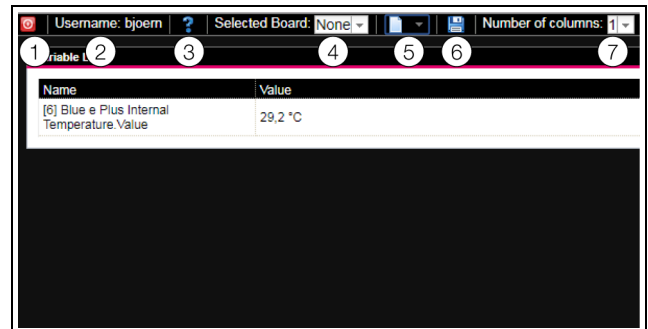 Username: bjoern ? Selected Board: None Number of columns: 1
1 2 3 4 5 6 7
riable L
Name Value
[6] Blue e Plus Internal 29,2 °C
Temperature.Value